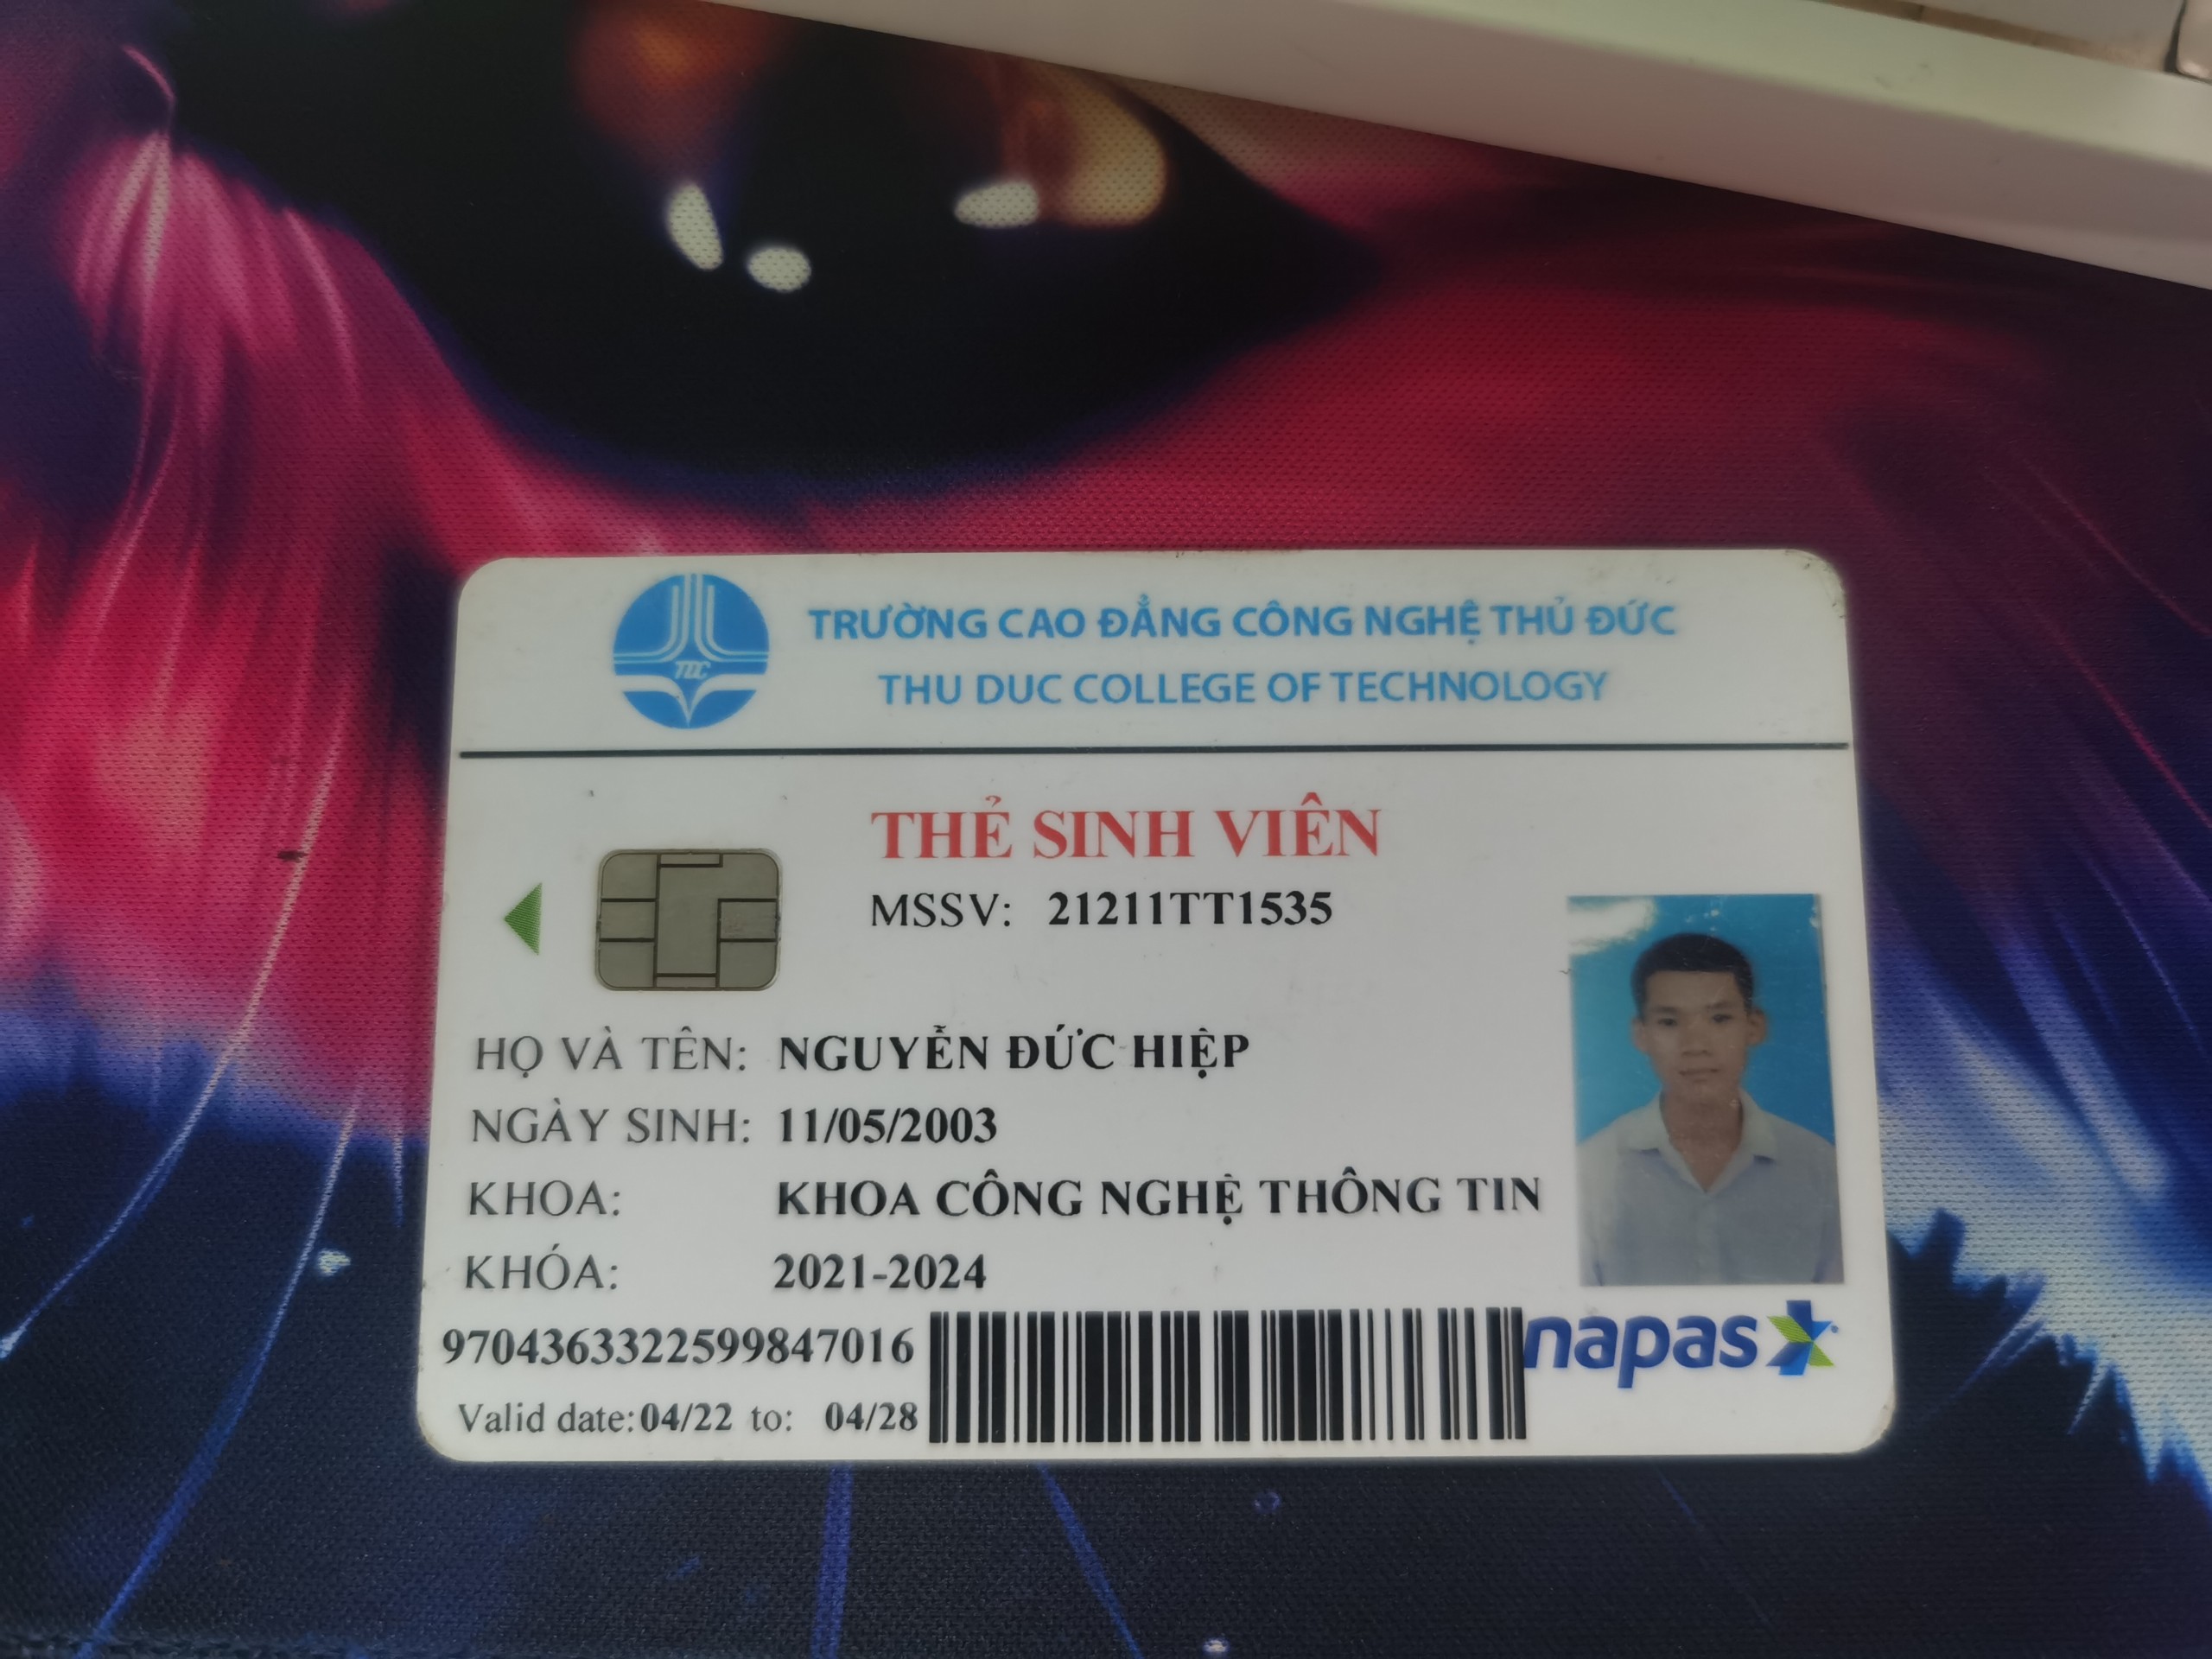 TRƯỜNG CAO ĐẲNG CÔNG NGHỆ THỦ ĐỨC
THU DUC COLLEGE OF TECHNOLOGY
TDC
THẺ SINH VIÊN
MSSV: 21211TT1535
HỌ VÀ TÊN: NGUYỄN ĐỨC HIỆP
NGÀY SINH: 11/05/2003
KHOA: KHOA CÔNG NGHỆ THÔNG TIN
KHÓA: 2021-2024
9704363322599847016
napas
Valid date: 04/22 to: 04/28